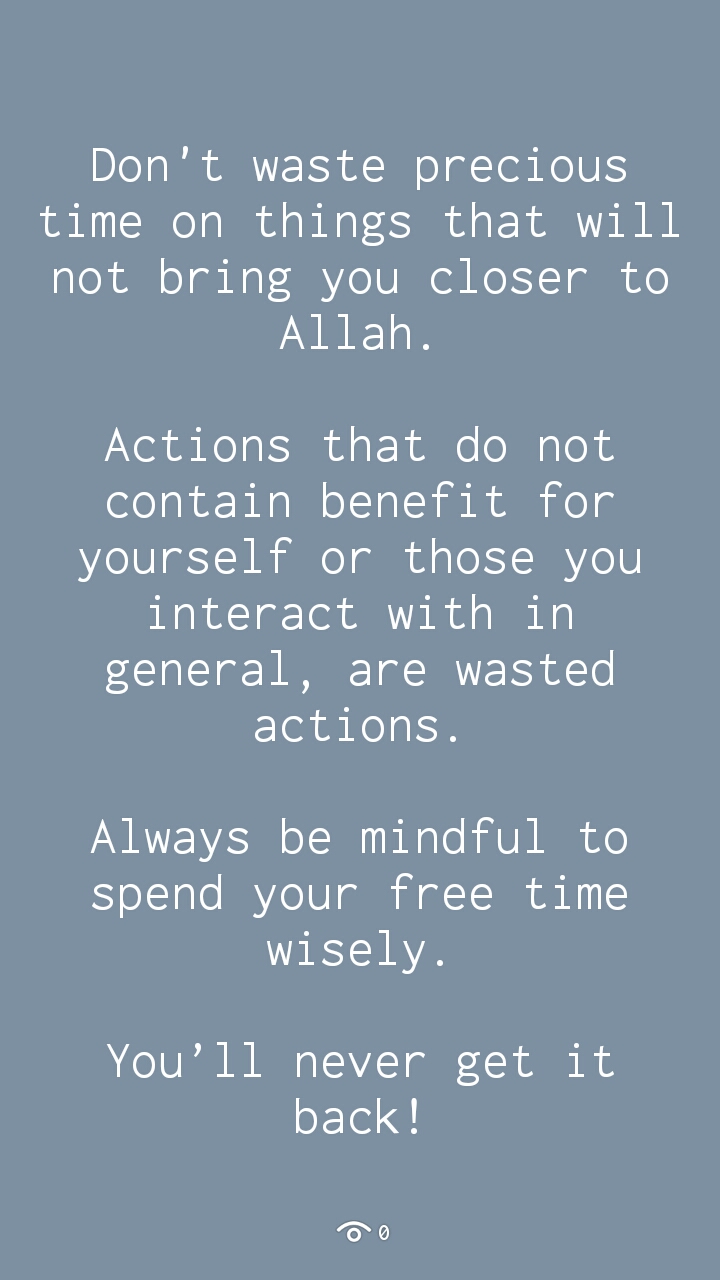 Don't waste precious
time on things that will
not bring you closer to
Allah.
Actions that do not
contain benefit for
yourself or those you
interact with in
general, are wasted
actions.
Always be mindful to
spend your free time
wisely.
You’ll never get it
back!
0